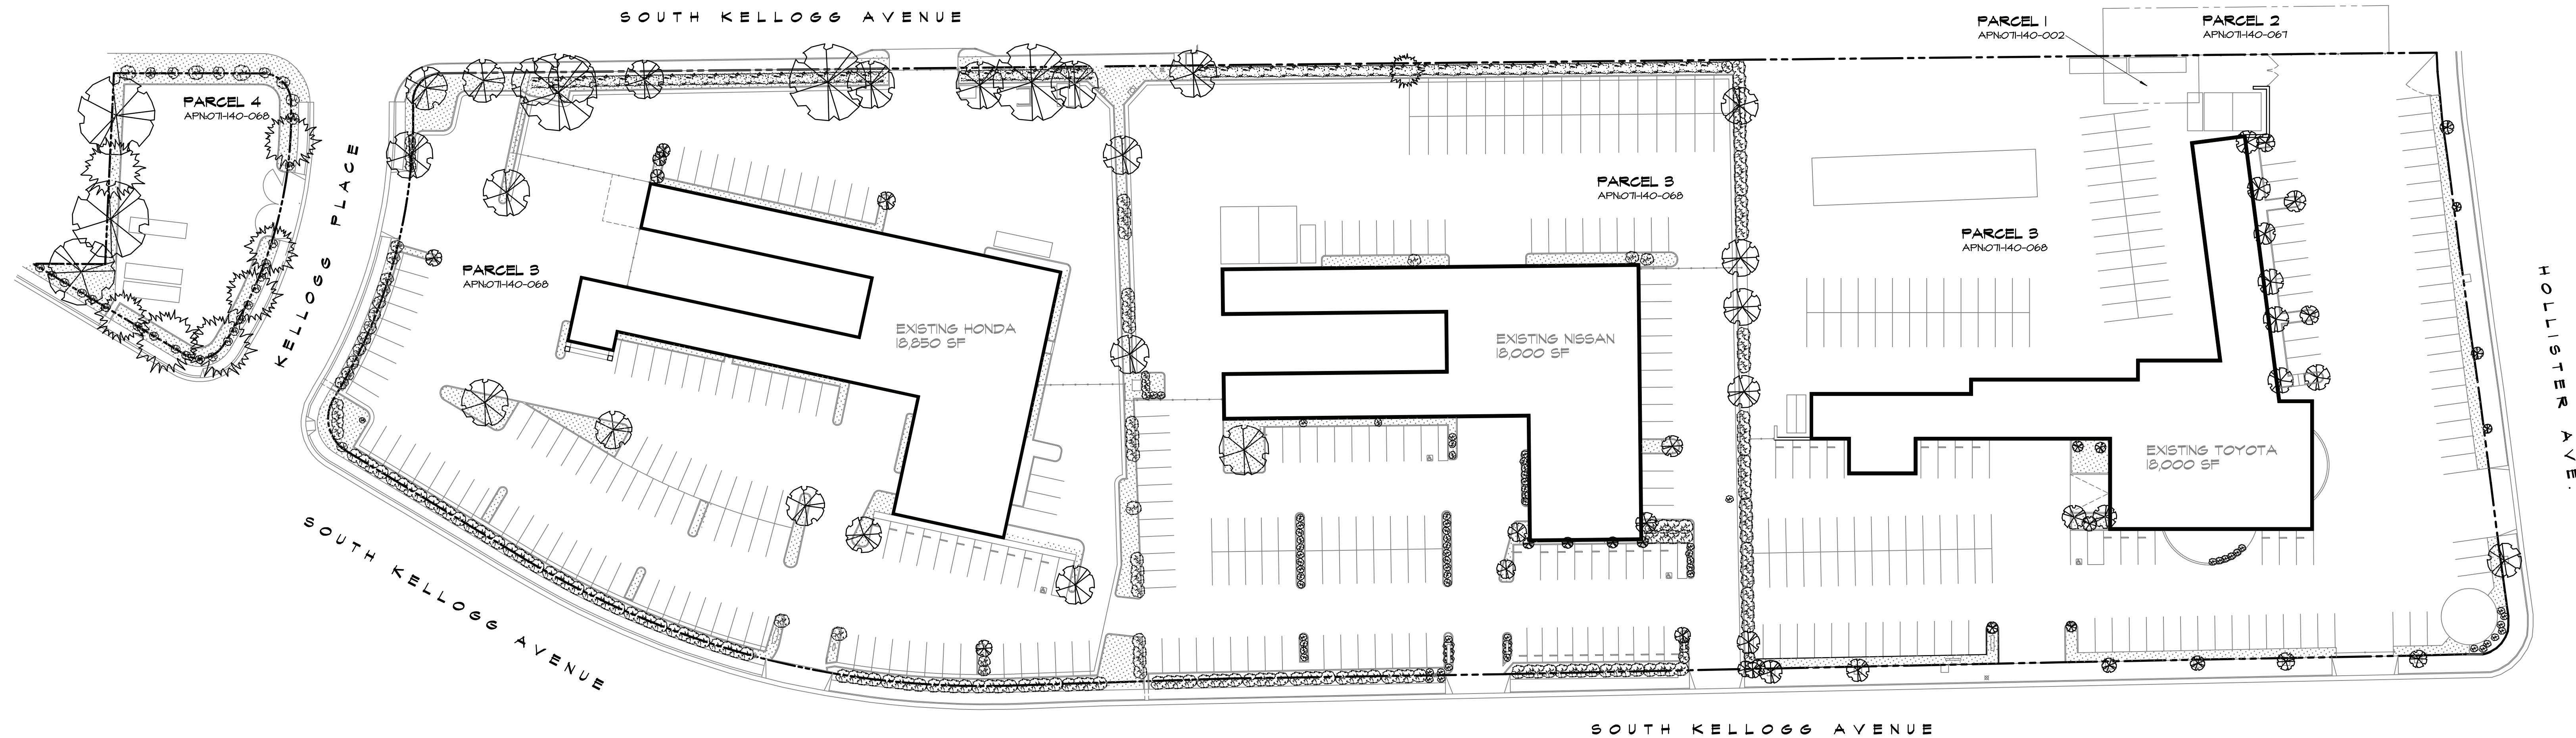 SOUTH KELLOGG AVENUE
PARCEL 1
APN:071-140-002
PARCEL 2
APN:071-140-067
PARCEL 4
APN:071-140-068
KELLOGG PLACE
PARCEL 3
APN:071-140-068
PARCEL 3
APN:071-140-068
PARCEL 3
APN:071-140-068
HOLLISTER AVE.
EXISTING HONDA
18,850 SF
EXISTING NISSAN
18,000 SF
EXISTING TOYOTA
18,000 SF
SOUTH KELLOGG AVENUE
SOUTH KELLOGG AVENUE